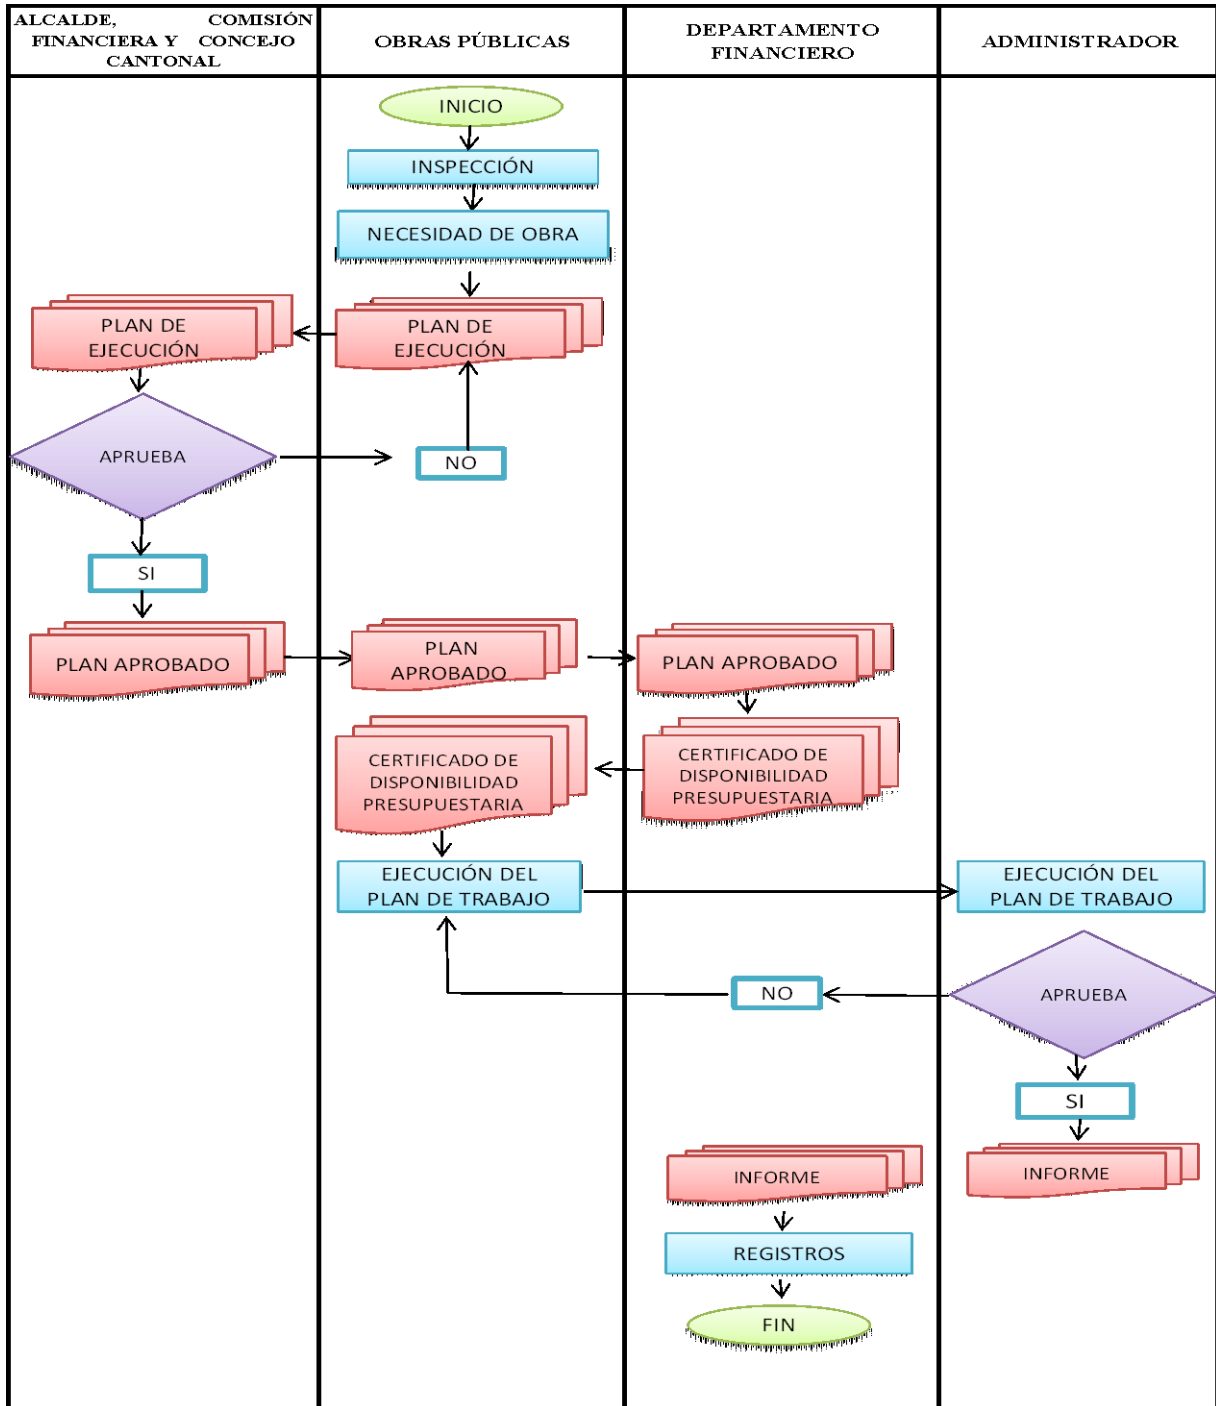 ALCALDE, COMISIÓN
FINANCIERA Y CONCEJO
CANTONAL
OBRAS PÚBLICAS
DEPARTAMENTO
FINANCIERO
ADMINISTRADOR
INICIO
INSPECCIÓN
NECESIDAD DE OBRA
PLAN DE
EJECUCIÓN
PLAN DE
EJECUCIÓN
APRUEBA
NO
SI
PLAN APROBADO
PLAN
APROBADO
PLAN APROBADO
CERTIFICADO DE
DISPONIBILIDAD
PRESUPUESTARIA
CERTIFICADO DE
DISPONIBILIDAD
PRESUPUESTARIA
EJECUCIÓN DEL
PLAN DE TRABAJO
EJECUCIÓN DEL
PLAN DE TRABAJO
NO
APRUEBA
SI
INFORME
INFORME
REGISTROS
FIN